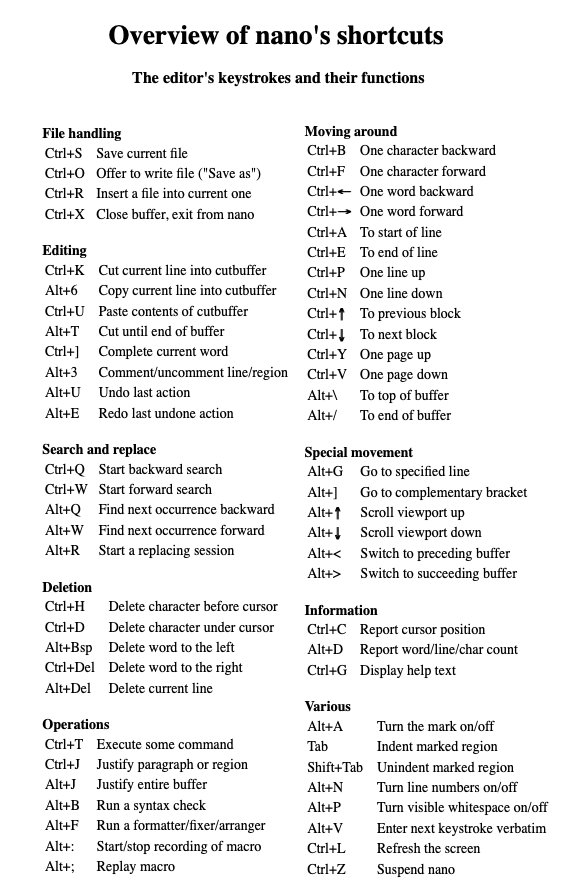 Overview of nano's shortcuts
The editor's keystrokes and their functions
File handling
Ctrl+S Save current file
Ctrl+O Offer to write file ("Save as")
Ctrl+R Insert a file into current one
Ctrl+X Close buffer, exit from nano
Editing
Ctrl+K Cut current line into cutbuffer
Alt+6 Copy current line into cutbuffer
Ctrl+U Paste contents of cutbuffer
Alt+T Cut until end of buffer
Ctrl+] Complete current word
Alt+3 Comment/uncomment line/region
Alt+U Undo last action
Alt+E Redo last undone action
Search and replace
Ctrl+Q Start backward search
Ctrl+W Start forward search
Alt+Q Find next occurrence backward
Alt+W Find next occurrence forward
Alt+R Start a replacing session
Deletion
Ctrl+H Delete character before cursor
Ctrl+D Delete character under cursor
Alt+Bsp Delete word to the left
Ctrl+Del Delete word to the right
Alt+Del Delete current line
Operations
Ctrl+T Execute some command
Ctrl+J Justify paragraph or region
Alt+J Justify entire buffer
Alt+B Run a syntax check
Alt+F Run a formatter/fixer/arranger
Alt+: Start/stop recording of macro
Alt+; Replay macro
Moving around
Ctrl+B One character backward
Ctrl+F One character forward
Ctrl+← One word backward
Ctrl+→ One word forward
Ctrl+A To start of line
Ctrl+E To end of line
Ctrl+P One line up
Ctrl+N One line down
Ctrl+↑ To previous block
Ctrl+↓ To next block
Ctrl+Y One page up
Ctrl+V One page down
Alt+\ To top of buffer
Alt+/ To end of buffer
Special movement
Alt+G Go to specified line
Alt+] Go to complementary bracket
Alt+↑ Scroll viewport up
Alt+↓ Scroll viewport down
Alt+< Switch to preceding buffer
Alt+> Switch to succeeding buffer
Information
Ctrl+C Report cursor position
Alt+D Report word/line/char count
Ctrl+G Display help text
Various
Alt+A Turn the mark on/off
Tab Indent marked region
Shift+Tab Unindent marked region
Alt+N Turn line numbers on/off
Alt+P Turn visible whitespace on/off
Alt+V Enter next keystroke verbatim
Ctrl+L Refresh the screen
Ctrl+Z Suspend nano